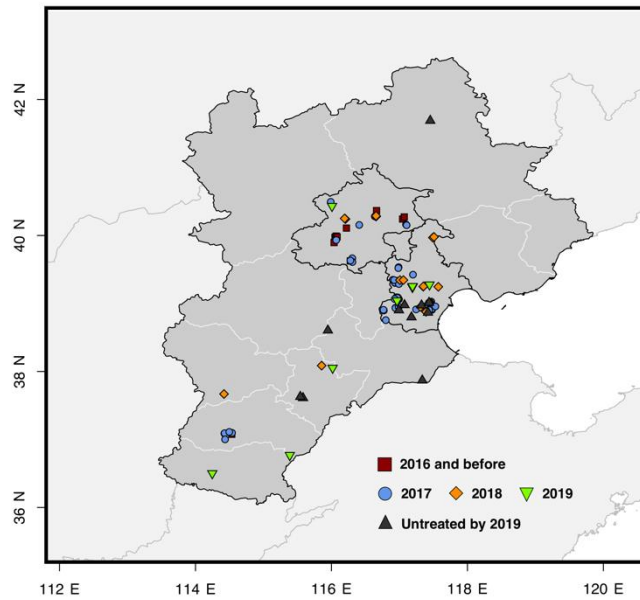 42 N
40 N
38 N
36 N
2016 and before
2017 2018 2019
Untreated by 2019
112 E 114 E 116 E 118 E 120 E